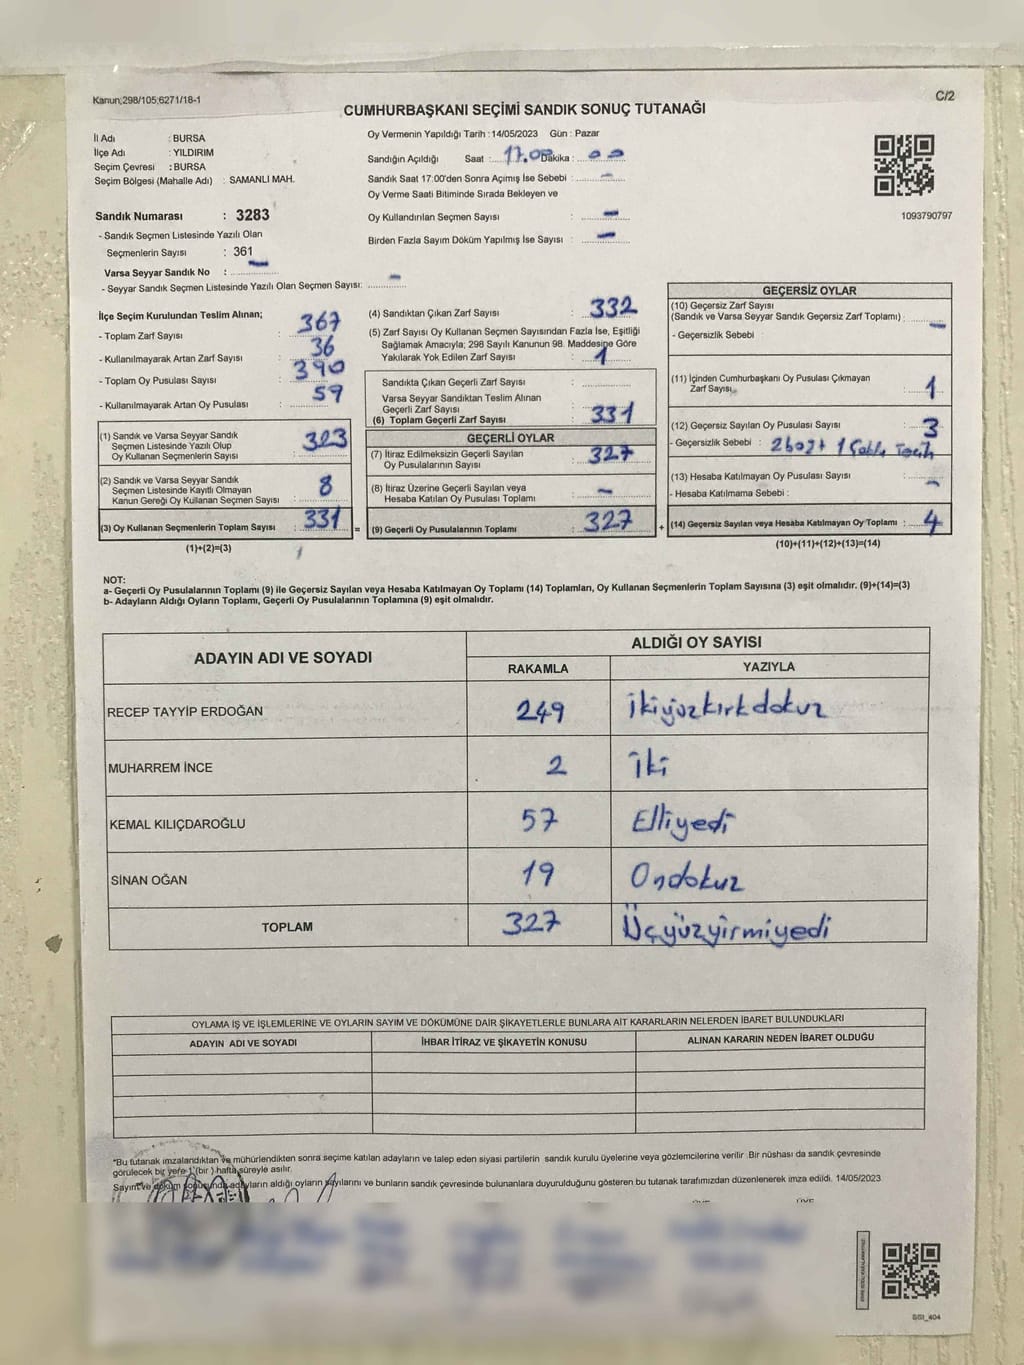 Kanun;298/105;6271/18-1
C/2
CUMHURBAŞKANI SEÇİMİ SANDIK SONUÇ TUTANAĞI
İl Adı : BURSA
İlçe Adı : YILDIRIM
Seçim Çevresi : BURSA
Seçim Bölgesi (Mahalle Adı) : SAMANLI MAH.
Sandık Numarası : 3283
- Sandık Seçmen Listesinde Yazılı Olan
Seçmenlerin Sayısı : 361
Varsa Seyyar Sandık No : -
- Seyyar Sandık Seçmen Listesinde Yazılı Olan Seçmen Sayısı: -
Oy Vermenin Yapıldığı Tarih : 14/05/2023 Gün : Pazar
Sandığın Açıldığı Saat : 17.00 Dakika : 00
Sandık Saat 17:00'den Sonra Açımış İse Sebebi : -
Oy Verme Saati Bitiminde Sırada Bekleyen ve
Oy Kullandırılan Seçmen Sayısı : -
Birden Fazla Sayım Döküm Yapılmış İse Sayısı : -
1093790797
İlçe Seçim Kurulundan Teslim Alınan;
- Toplam Zarf Sayısı : 367
- Kullanılmayarak Artan Zarf Sayısı : 36
- Toplam Oy Pusulası Sayısı : 390
- Kullanılmayarak Artan Oy Pusulası : 59
(1) Sandık ve Varsa Seyyar Sandık
Seçmen Listesinde Yazılı Olup
Oy Kullanan Seçmenlerin Sayısı : 323
(2) Sandık ve Varsa Seyyar Sandık
Seçmen Listesinde Kayıtlı Olmayan
Kanun Gereği Oy Kullanan Seçmen Sayısı : 8
(3) Oy Kullanan Seçmenlerin Toplam Sayısı : 331 =
(1)+(2)=(3)
(4) Sandıktan Çıkan Zarf Sayısı : 332
(5) Zarf Sayısı Oy Kullanan Seçmen Sayısından Fazla İse, Eşitliği
Sağlamak Amacıyla; 298 Sayılı Kanunun 98. Maddesine Göre
Yakılarak Yok Edilen Zarf Sayısı : 1
Sandıkta Çıkan Geçerli Zarf Sayısı :
Varsa Seyyar Sandıktan Teslim Alınan
Geçerli Zarf Sayısı :
(6) Toplam Geçerli Zarf Sayısı : 331
GEÇERLİ OYLAR
(7) İtiraz Edilmeksizin Geçerli Sayılan
Oy Pusulalarının Sayısı : 327
(8) İtiraz Üzerine Geçerli Sayılan veya
Hesaba Katılan Oy Pusulası Toplamı : -
(9) Geçerli Oy Pusulalarının Toplamı : 327 +
GEÇERSİZ OYLAR
(10) Geçersiz Zarf Sayısı
(Sandık ve Varsa Seyyar Sandık Geçersiz Zarf Toplamı) : -
- Geçersizlik Sebebi
(11) İçinden Cumhurbaşkanı Oy Pusulası Çıkmayan
Zarf Sayısı : 1
(12) Geçersiz Sayılan Oy Pusulası Sayısı : 3
- Geçersizlik Sebebi : 2boş+ 1
(13) Hesaba Katılmayan Oy Pusulası Sayısı : -
- Hesaba Katılmama Sebebi :
(14) Geçersiz Sayılan veya Hesaba Katılmayan Oy Toplamı : 4
(10)+(11)+(12)+(13)=(14)
NOT:
a- Geçerli Oy Pusulalarının Toplamı (9) ile Geçersiz Sayılan veya Hesaba Katılmayan Oy Toplamı (14) Toplamları, Oy Kullanan Seçmenlerin Toplam Sayısına (3) eşit olmalıdır. (9)+(14)=(3)
b- Adayların Aldığı Oyların Toplamı, Geçerli Oy Pusulalarının Toplamına (9) eşit olmalıdır.
ADAYIN ADI VE SOYADI
ALDIĞI OY SAYISI
RAKAMLA YAZIYLA
RECEP TAYYİP ERDOĞAN 249 İkiyüzkırkdokuz
MUHARREM İNCE 2 İki
KEMAL KILIÇDAROĞLU 57 Elliyedi
SİNAN OĞAN 19 Ondokuz
TOPLAM 327 Üçyüzyirmiyedi
OYLAMA İŞ VE İŞLEMLERİNE VE OYLARIN SAYIM VE DÖKÜMÜNE DAİR ŞİKAYETLERLE BUNLARA AİT KARARLARIN NELERDEN İBARET BULUNDUKLARI
ADAYIN ADI VE SOYADI İHBAR İTİRAZ VE ŞİKAYETİN KONUSU ALINAN KARARIN NEDEN İBARET OLDUĞU
*Bu tutanak imzalandıktan ve mühürlendikten sonra seçime katılan adayların ve talep eden siyasi partilerin sandık kurulu üyelerine veya gözlemcilerine verilir .Bir nüshası da sandık çevresinde
görülecek bir yere 1 (bir ) hafta süreyle asılır.
Sayım ve döküm sonucunda adayların aldığı oyların sayılarını ve bunların sandık çevresinde bulunanlara duyurulduğunu gösteren bu tutanak tarafımızdan düzenlenerek imza edildi. 14/05/2023
SS1_404